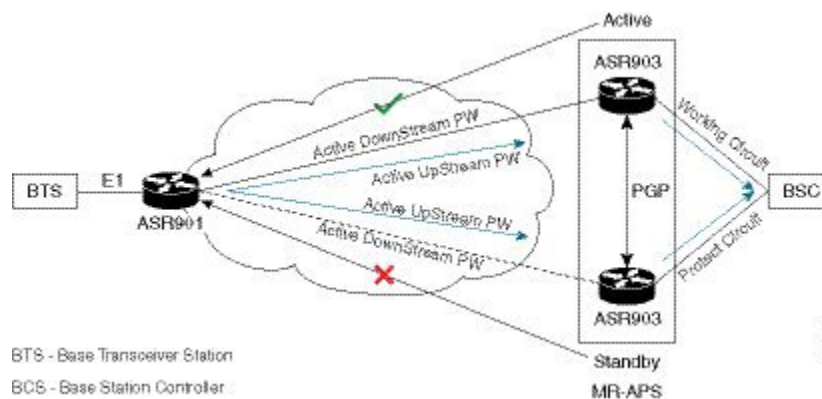 Active
ASR903
Working Circuit
Active DownStream PW
Active UpStream PW
BTS
E1
ASR901
PGP
BSC
Active UpStream PW
Active DownStream PW
Protect Circuit
ASR903
BTS - Base Transceiver Station
Standby
BCS - Base Station Controller
MR-APS